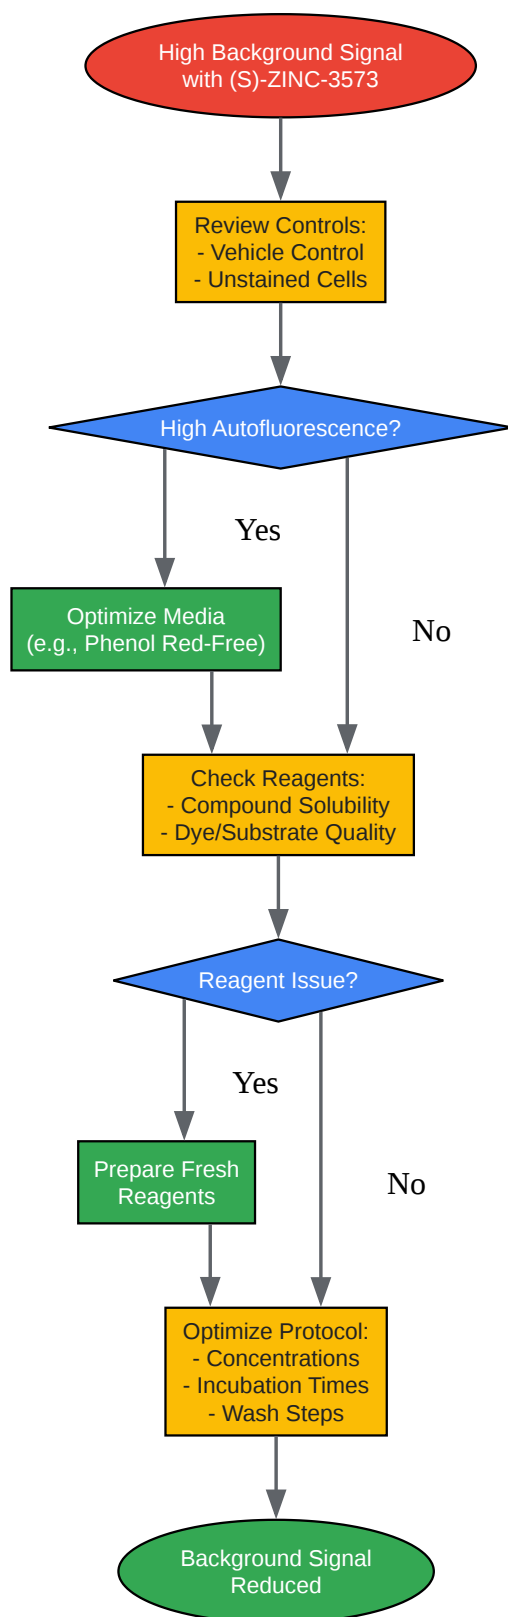 High Background Signal
with (S)-ZINC-3573
Review Controls:
- Vehicle Control
- Unstained Cells
High Autofluorescence?
Yes
Optimize Media
(e.g., Phenol Red-Free)
No
Check Reagents:
- Compound Solubility
- Dye/Substrate Quality
Reagent Issue?
Yes
Prepare Fresh
Reagents
No
Optimize Protocol:
- Concentrations
- Incubation Times
- Wash Steps
Background Signal
Reduced